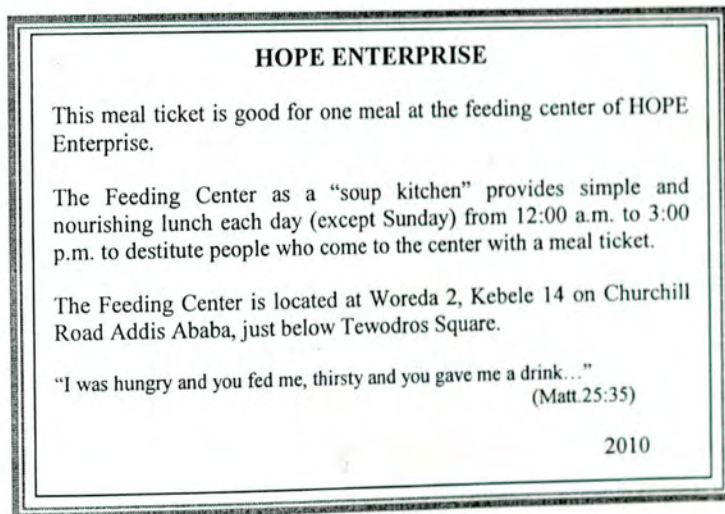 HOPE ENTERPRISE
This meal ticket is good for one meal at the feeding center of HOPE
Enterprise.
The Feeding Center as a “soup kitchen” provides simple and
nourishing lunch each day (except Sunday) from 12:00 a.m. to 3:00
p.m. to destitute people who come to the center with a meal ticket.
The Feeding Center is located at Woreda 2, Kebele 14 on Churchill
Road Addis Ababa, just below Tewodros Square.
“I was hungry and you fed me, thirsty and you gave me a drink…”
(Matt.25:35)
2010